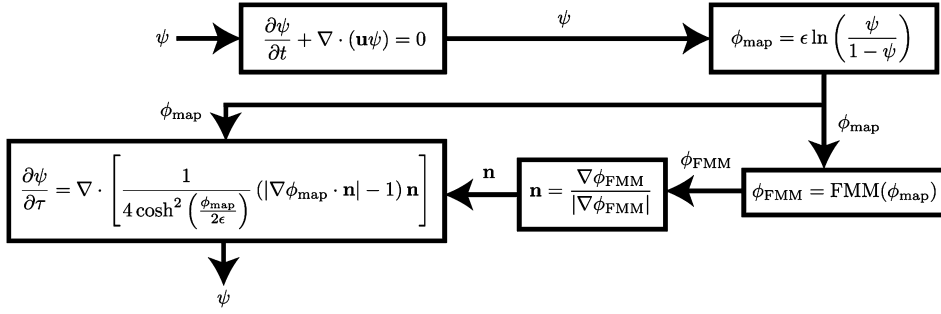 ψ
∂ψ/∂t + ∇ · (uψ) = 0
ψ
ϕ_map = ϵ ln (ψ/(1 − ψ))
ϕ_map
ϕ_map
∂ψ/∂τ = ∇ · [1/(4 cosh² (ϕ_map/2ϵ)) (|∇ϕ_map · n| − 1) n]
n
n = ∇ϕ_FMM/|∇ϕ_FMM|
ϕ_FMM
ϕ_FMM = FMM(ϕ_map)
ψ